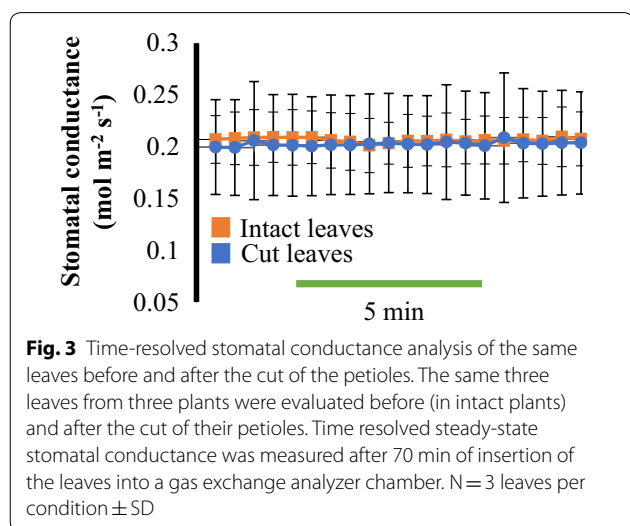 0.3
0.25
0.2
0.15
0.1
0.05
Stomatal conductance
(mol m-2 s-1)
Intact leaves
Cut leaves
5 min
Fig. 3 Time-resolved stomatal conductance analysis of the same
leaves before and after the cut of the petioles. The same three
leaves from three plants were evaluated before (in intact plants)
and after the cut of their petioles. Time resolved steady-state
stomatal conductance was measured after 70 min of insertion of
the leaves into a gas exchange analyzer chamber. N = 3 leaves per
condition ± SD